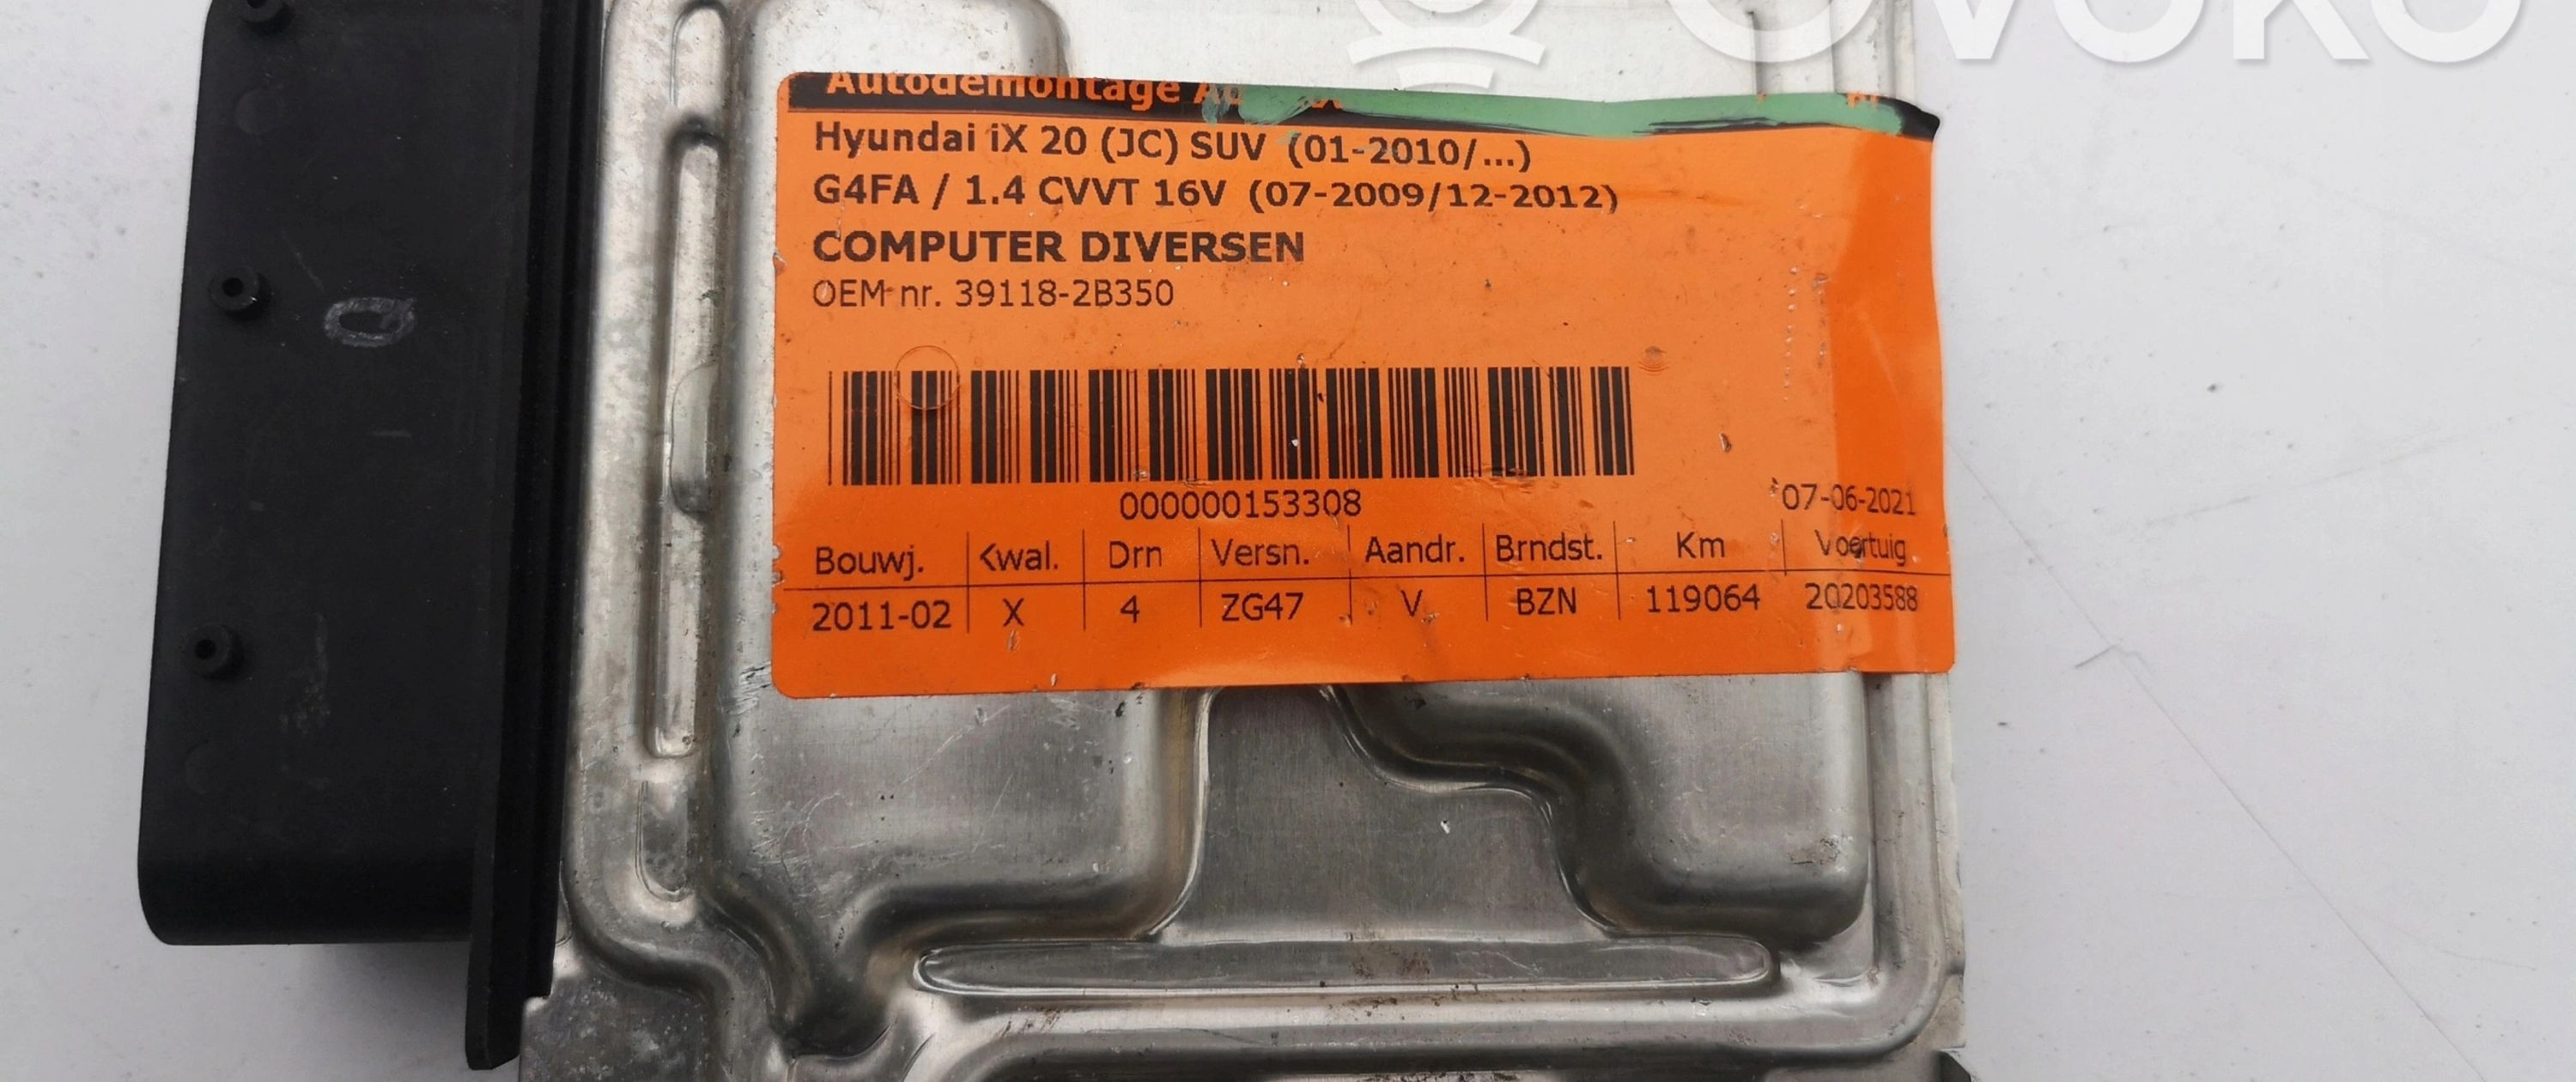 OVOKO
Autodemontage
Hyundai iX 20 (JC) SUV (01-2010/...)
G4FA / 1.4 CVVT 16V (07-2009/12-2012)
COMPUTER DIVERSEN
OEM nr. 39118-2B350
000000153308
07-06-2021
Bouwj. Kwal. Drn Versn. Aandr. Brndst. Km Voertuig
2011-02 X 4 ZG47 V BZN 119064 20203588